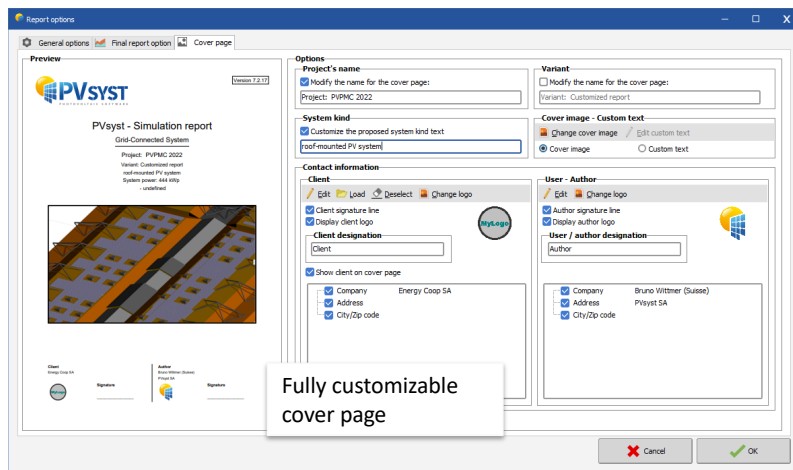 Report options
General options
Final report option
Cover page
Preview
PVSYST
PHOTOVOLTAIC SOFTWARE
Version 7.2.17
PVsyst - Simulation report
Grid-Connected System
Project: PVPMC 2022
Variant: Customized report
roof-mounted PV system
System power: 444 kWp
- undefined
Client
Energy Coop SA
MyLogo
Signature
Author
Bruno Wittmer (Suisse)
PVsyst SA
Signature
Options
Project's name
Modify the name for the cover page:
Project: PVPMC 2022
Variant
Modify the name for the cover page:
Variant: Customized report
System kind
Customize the proposed system kind text
roof-mounted PV system
Cover image - Custom text
Change cover image
Edit custom text
Cover image
Custom text
Contact information
Client
Edit
Load
Deselect
Change logo
Client signature line
Display client logo
MyLogo
Client designation
Client
Show client on cover page
Company Energy Coop SA
Address
City/Zip code
User - Author
Edit
Change logo
Author signature line
Display author logo
User / author designation
Author
Company Bruno Wittmer (Suisse)
Address PVsyst SA
City/Zip code
Fully customizable
cover page
Cancel
OK